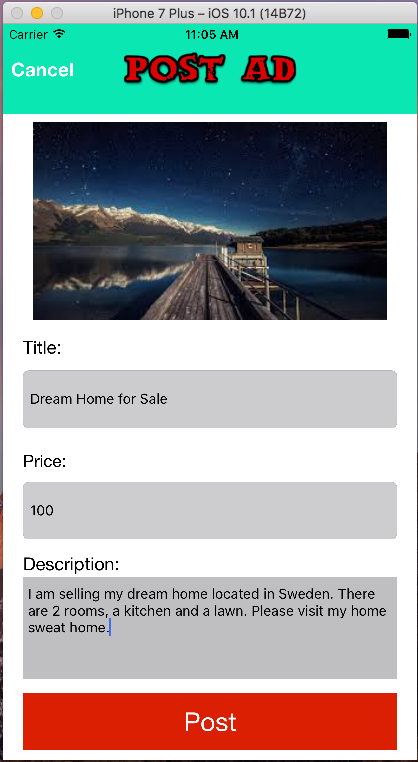 iPhone 7 Plus – iOS 10.1 (14B72)
Carrier 11:05 AM
Cancel POST AD
Title:
Dream Home for Sale
Price:
100
Description:
I am selling my dream home located in Sweden. There
are 2 rooms, a kitchen and a lawn. Please visit my home
sweat home.
Post